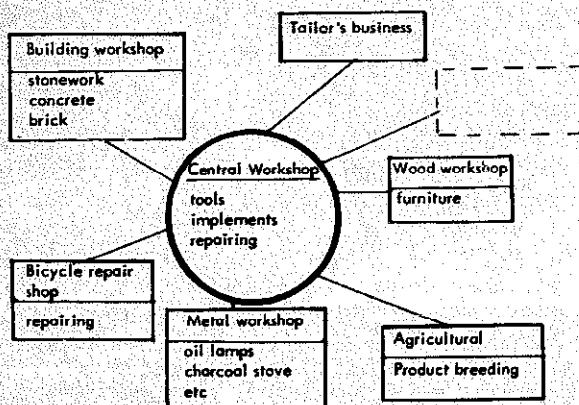 Building workshop
stonework
concrete
brick
Tailor's business
Central Workshop
tools
implements
repairing
Wood workshop
furniture
Bicycle repair
shop
repairing
Metal workshop
oil lamps
charcoal stove
etc
Agricultural
Product breeding